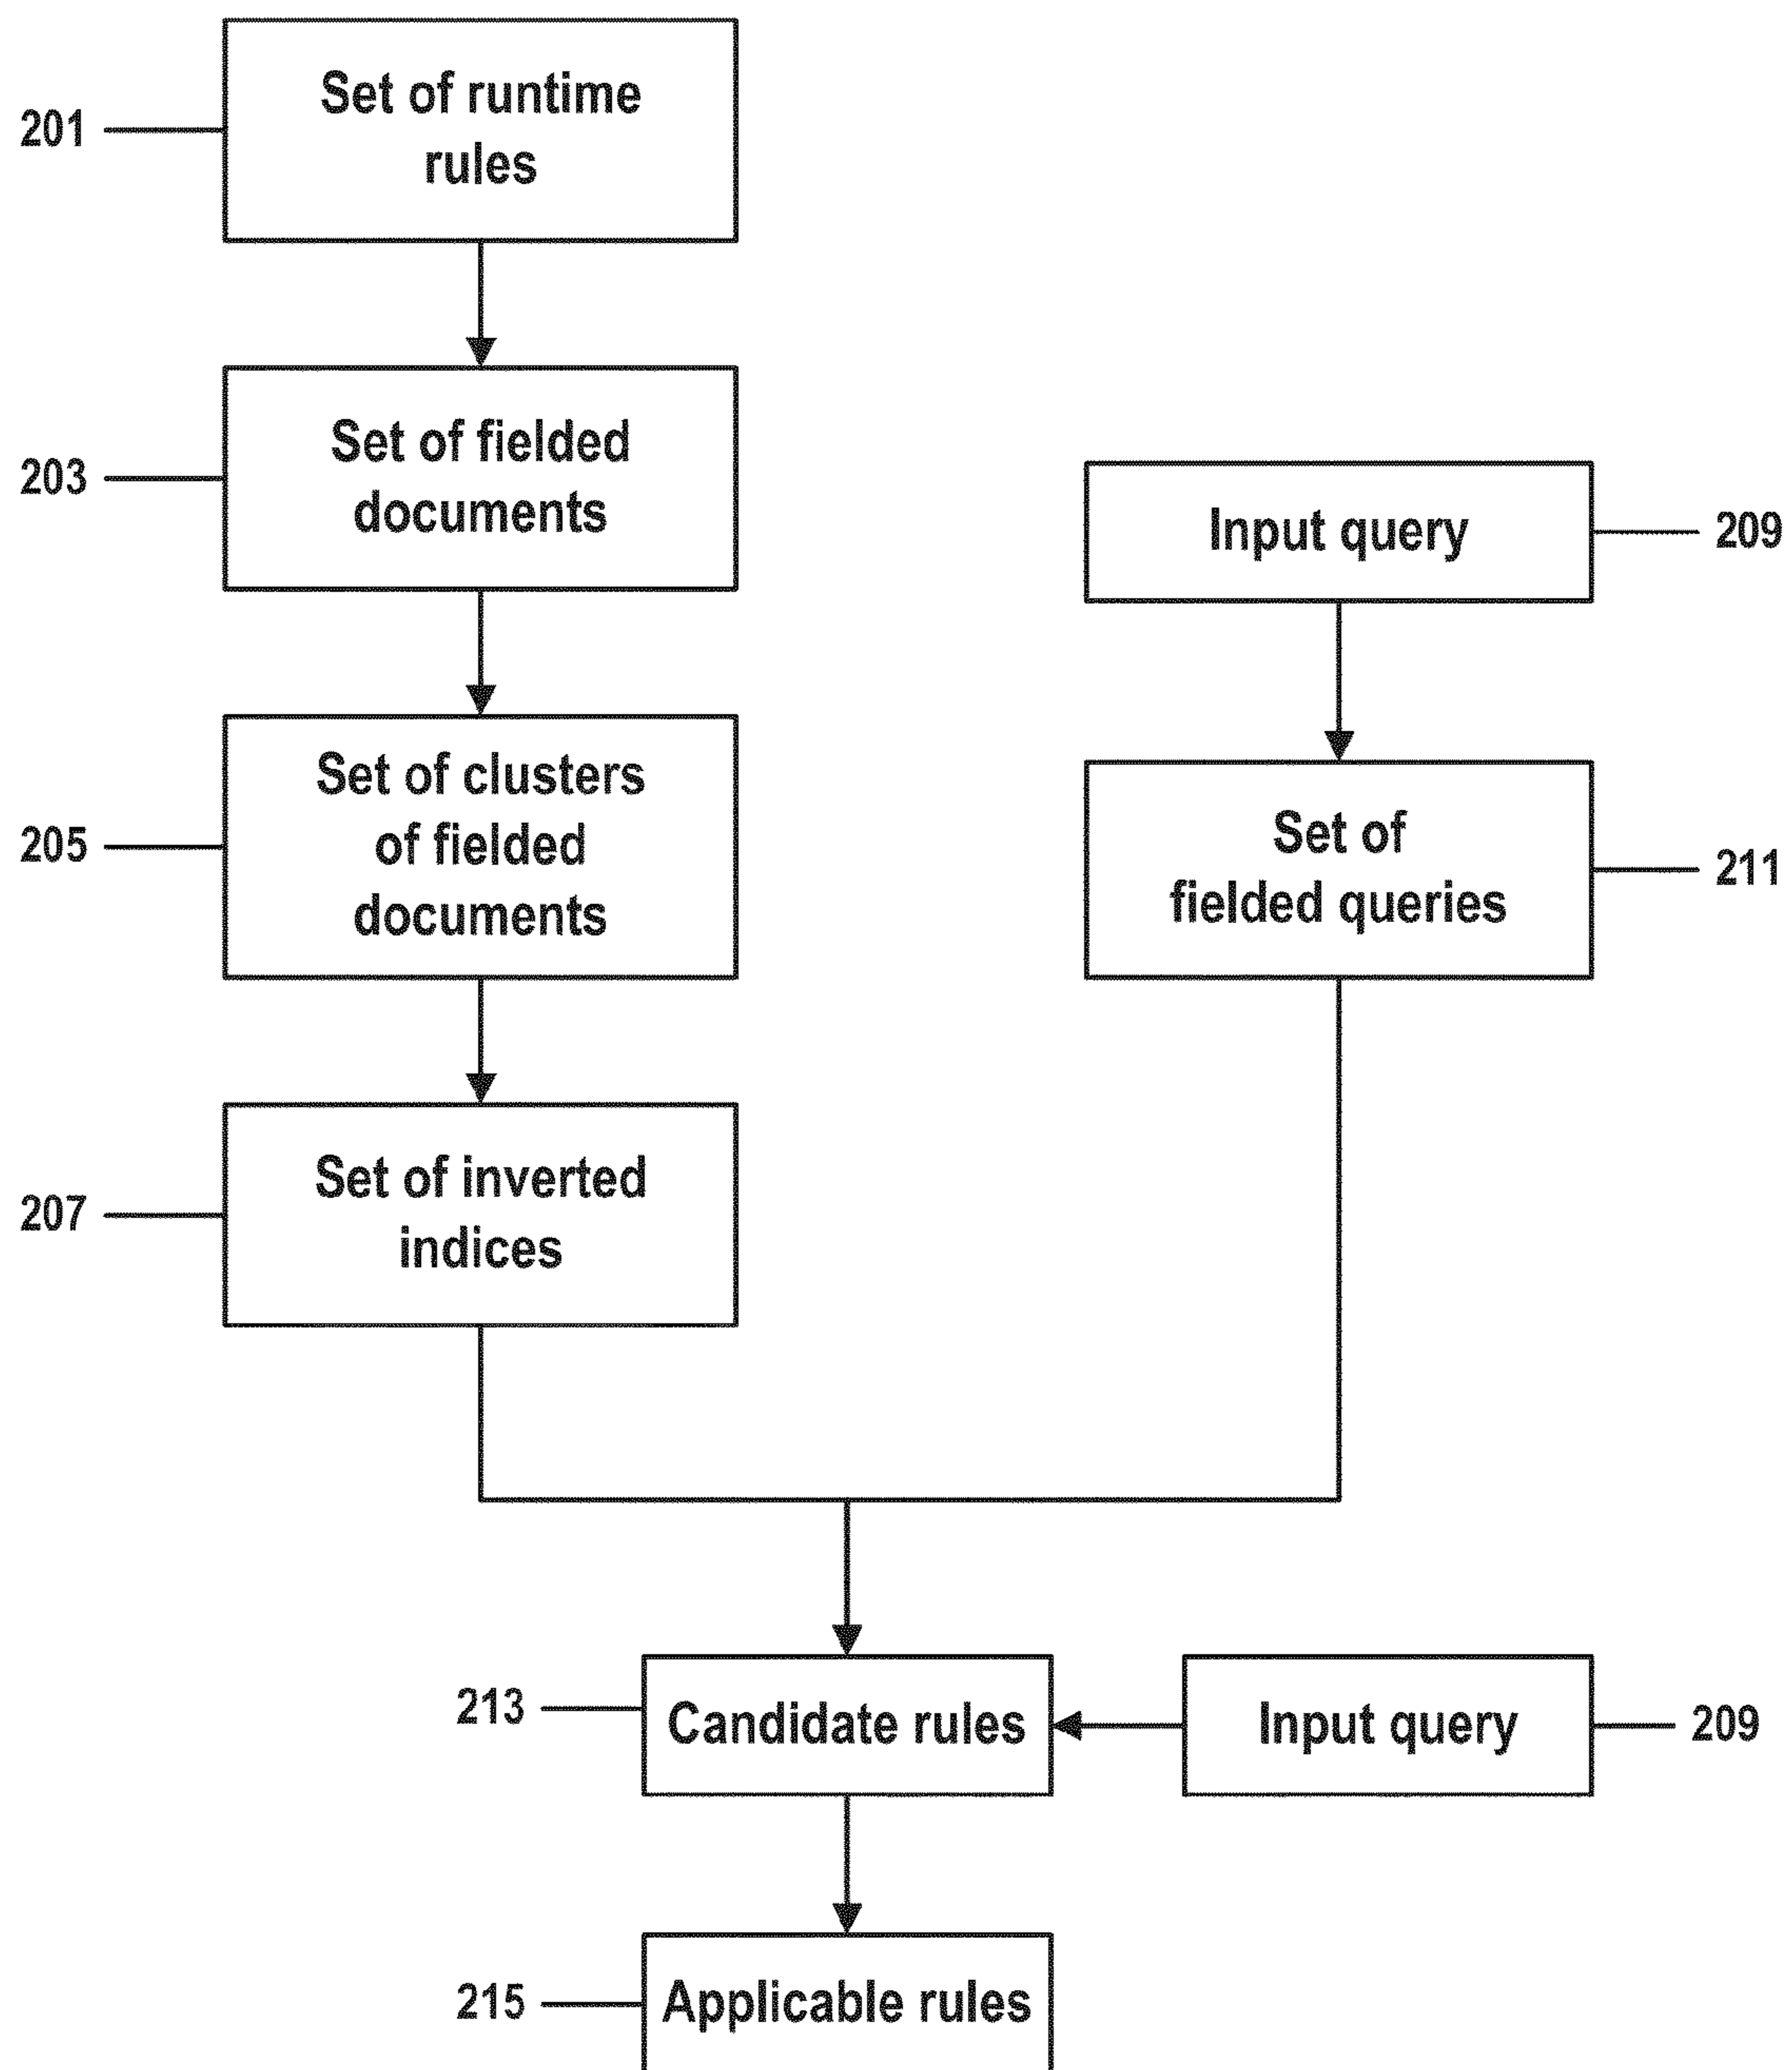 201
Set of runtime
rules
203
Set of fielded
documents
209
Input query
205
Set of clusters
of fielded
documents
211
Set of
fielded queries
207
Set of inverted
indices
213
Candidate rules
Input query
209
215
Applicable rules